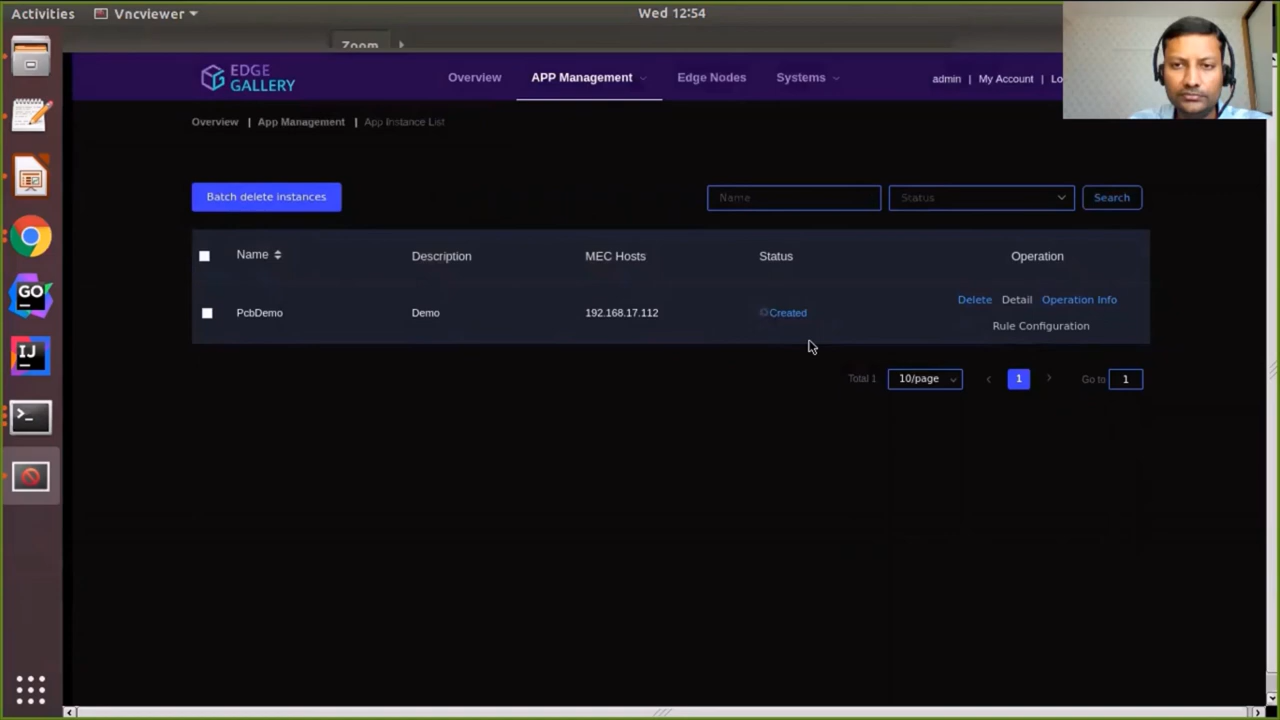 Activities Vncviewer Wed 12:54
Zoom
EDGE
GALLERY
Overview APP Management Edge Nodes Systems admin | My Account | Lo
Overview | App Management | App Instance List
Batch delete instances Name Status Search
Name Description MEC Hosts Status Operation
PcbDemo Demo 192.168.17.112 Created Delete Detail Operation Info
Rule Configuration
Total 1 10/page 1 Go to 1
GO
IJ